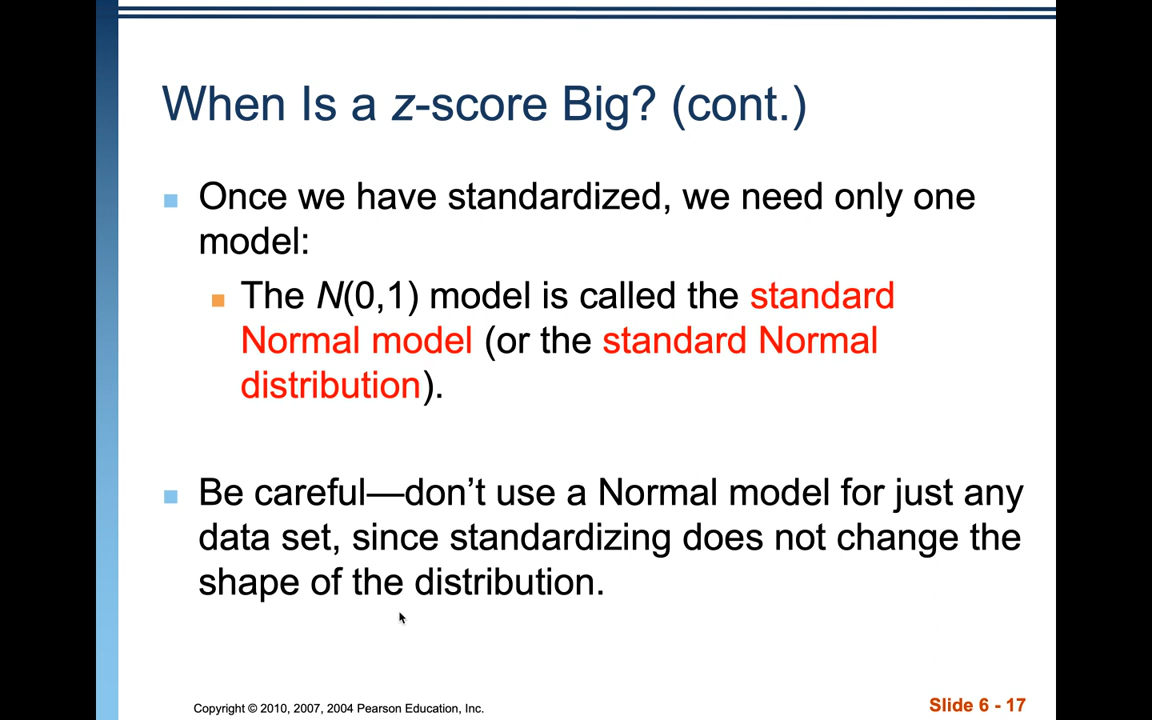 When Is a z-score Big? (cont.)
Once we have standardized, we need only one
model:
The N(0,1) model is called the standard
Normal model (or the standard Normal
distribution).
Be careful—don’t use a Normal model for just any
data set, since standardizing does not change the
shape of the distribution.
Copyright © 2010, 2007, 2004 Pearson Education, Inc.
Slide 6 - 17